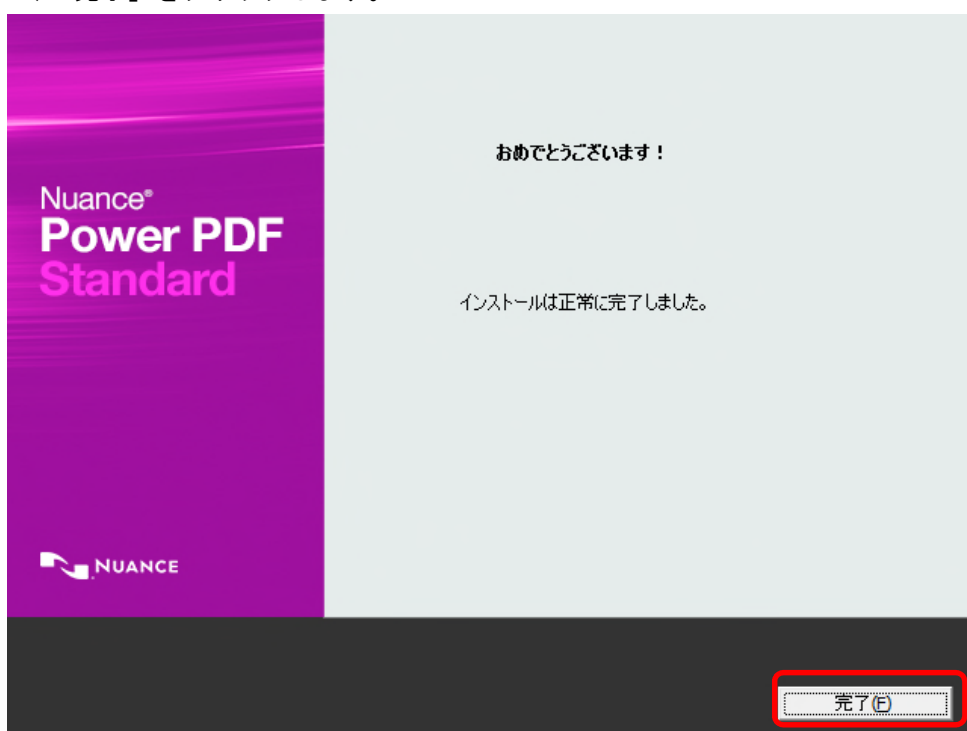 おめでとうございます！
Nuance®
Power PDF
Standard
インストールは正常に完了しました。
NUANCE
完了(F)